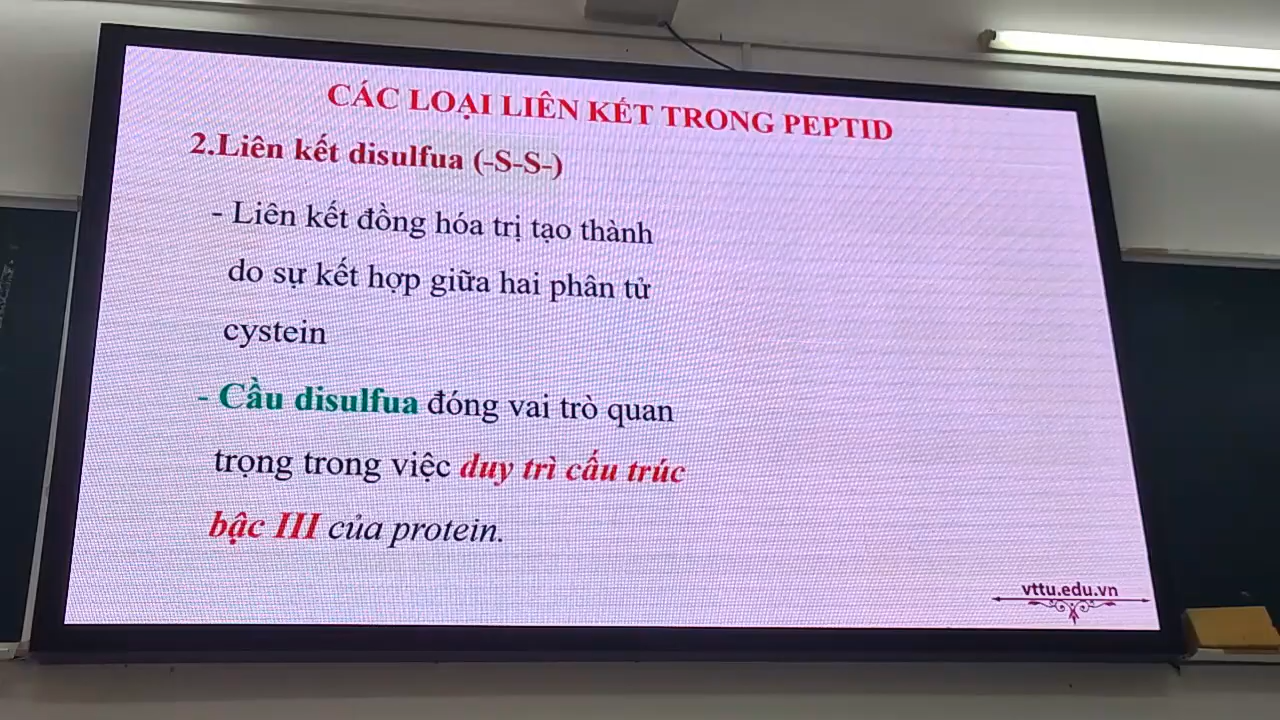 CÁC LOẠI LIÊN KẾT TRONG PEPTID
2.Liên kết disulfua (-S-S-)
- Liên kết đồng hóa trị tạo thành
do sự kết hợp giữa hai phân tử
cystein
- Cầu disulfua đóng vai trò quan
trọng trong việc duy trì cấu trúc
bậc III của protein.
vttu.edu.vn